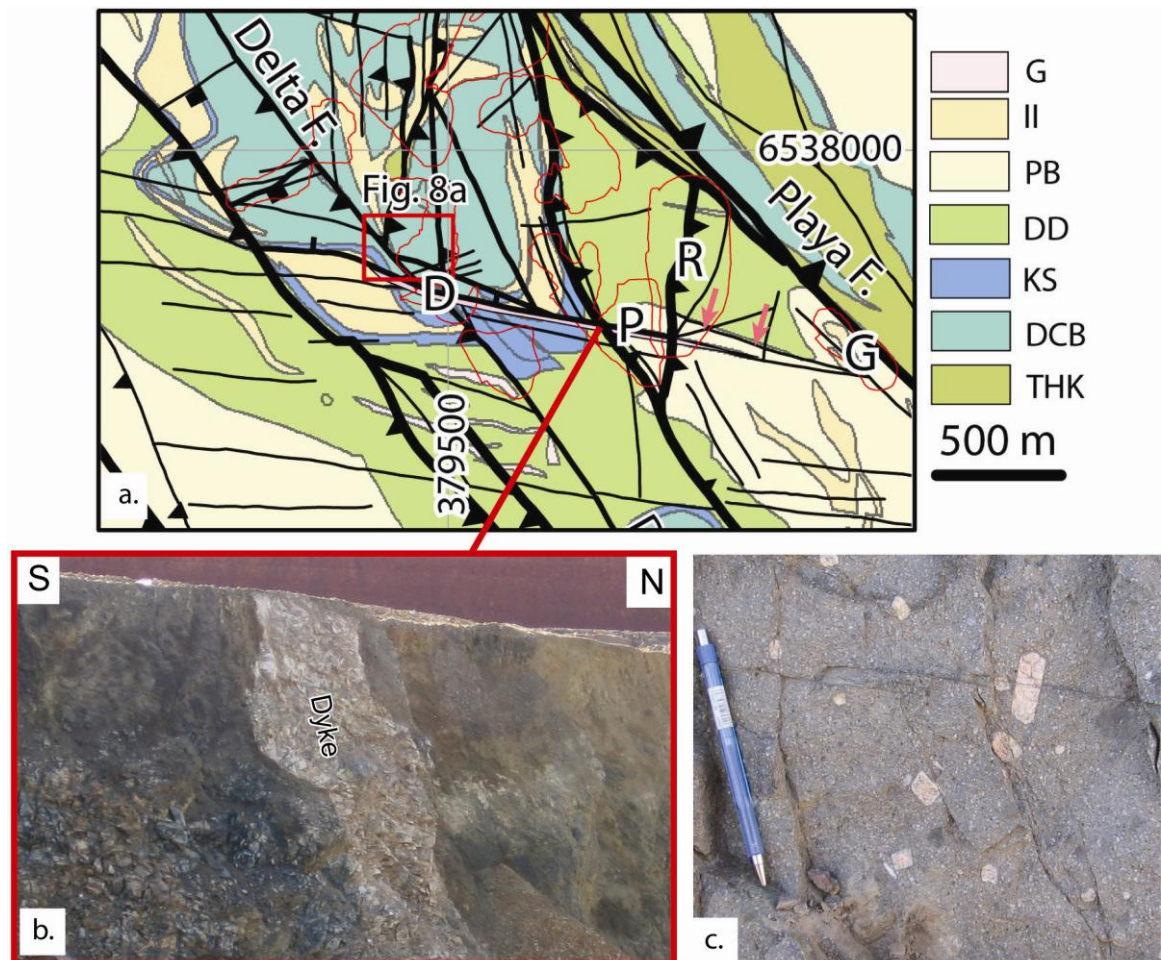 Delta F.
Fig. 8a
6538000
Playa F.
R
D
P
G
379500
a.
G
II
PB
DD
KS
DCB
THK
500 m
S
N
Dyke
b.
c.